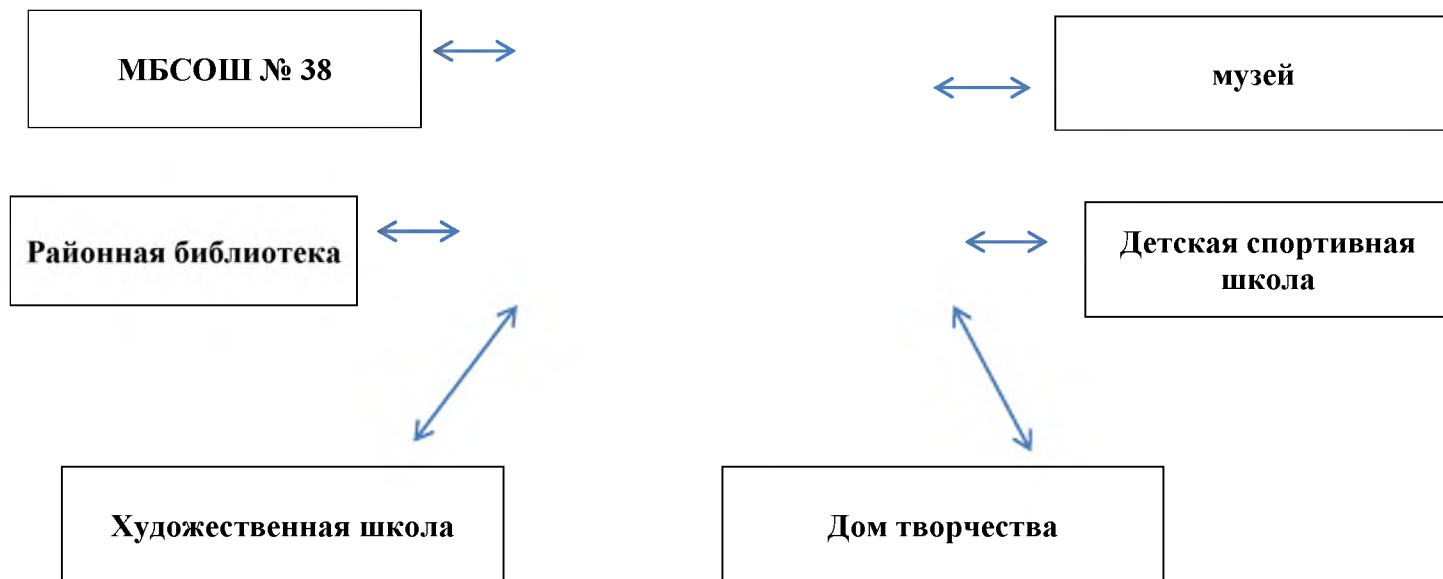 МБСОШ № 38
музей
Районная библиотека
Детская спортивная
школа
Художественная школа
Дом творчества